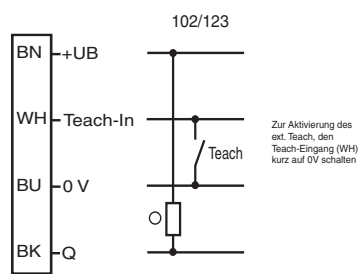 102/123
BN +UB
WH Teach-In
Teach
BU 0 V
BK Q
Zur Aktivierung des
ext. Teach, den
Teach-Eingang (WH)
kurz auf 0V schalten